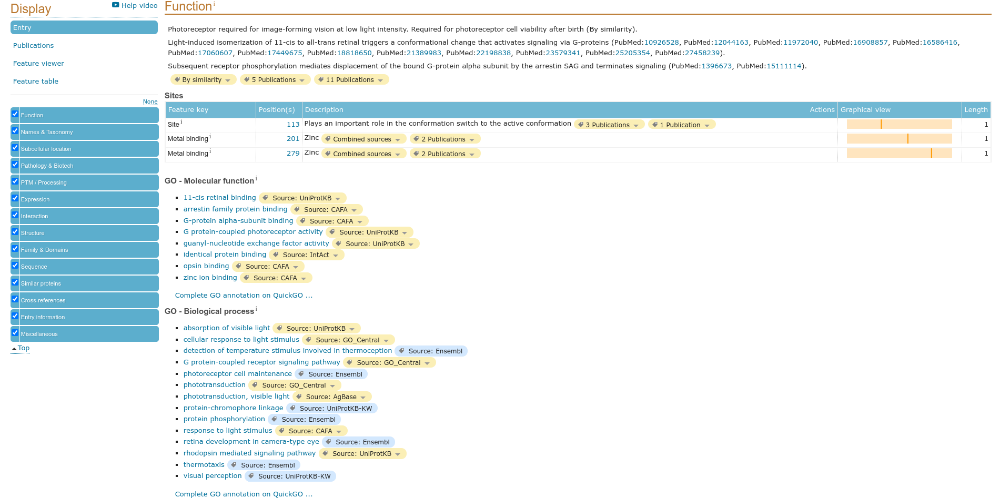 Display
Help video
Entry
Publications
Feature viewer
Feature table
None
Function
Names & Taxonomy
Subcellular location
Pathology & Biotech
PTM / Processing
Expression
Interaction
Structure
Family & Domains
Sequence
Similar proteins
Cross-references
Entry information
Miscellaneous
Top
Function i
Photoreceptor required for image-forming vision at low light intensity. Required for photoreceptor cell viability after birth (By similarity).
Light-induced isomerization of 11-cis to all-trans retinal triggers a conformational change that activates signaling via G-proteins (PubMed:10926528, PubMed:12044163, PubMed:11972040, PubMed:16908857, PubMed:16586416,
PubMed:17060607, PubMed:17449675, PubMed:18818650, PubMed:21389983, PubMed:22198838, PubMed:23579341, PubMed:25205354, PubMed:27458239).
Subsequent receptor phosphorylation mediates displacement of the bound G-protein alpha subunit by the arrestin SAG and terminates signaling (PubMed:1396673, PubMed:15111114).
By similarity 5 Publications 11 Publications
Sites
Feature key Position(s) Description Actions Graphical view Length
Site i 113 Plays an important role in the conformation switch to the active conformation 3 Publications 1 Publication 1
Metal binding i 201 Zinc Combined sources 2 Publications 1
Metal binding i 279 Zinc Combined sources 2 Publications 1
GO - Molecular function i
11-cis retinal binding Source: UniProtKB
arrestin family protein binding Source: CAFA
G-protein alpha-subunit binding Source: CAFA
G protein-coupled photoreceptor activity Source: UniProtKB
guanyl-nucleotide exchange factor activity Source: UniProtKB
identical protein binding Source: IntAct
opsin binding Source: CAFA
zinc ion binding Source: CAFA
Complete GO annotation on QuickGO ...
GO - Biological process i
absorption of visible light Source: UniProtKB
cellular response to light stimulus Source: GO_Central
detection of temperature stimulus involved in thermoception Source: Ensembl
G protein-coupled receptor signaling pathway Source: GO_Central
photoreceptor cell maintenance Source: Ensembl
phototransduction Source: GO_Central
phototransduction, visible light Source: AgBase
protein-chromophore linkage Source: UniProtKB-KW
protein phosphorylation Source: Ensembl
response to light stimulus Source: CAFA
retina development in camera-type eye Source: Ensembl
rhodopsin mediated signaling pathway Source: UniProtKB
thermotaxis Source: Ensembl
visual perception Source: UniProtKB-KW
Complete GO annotation on QuickGO ...